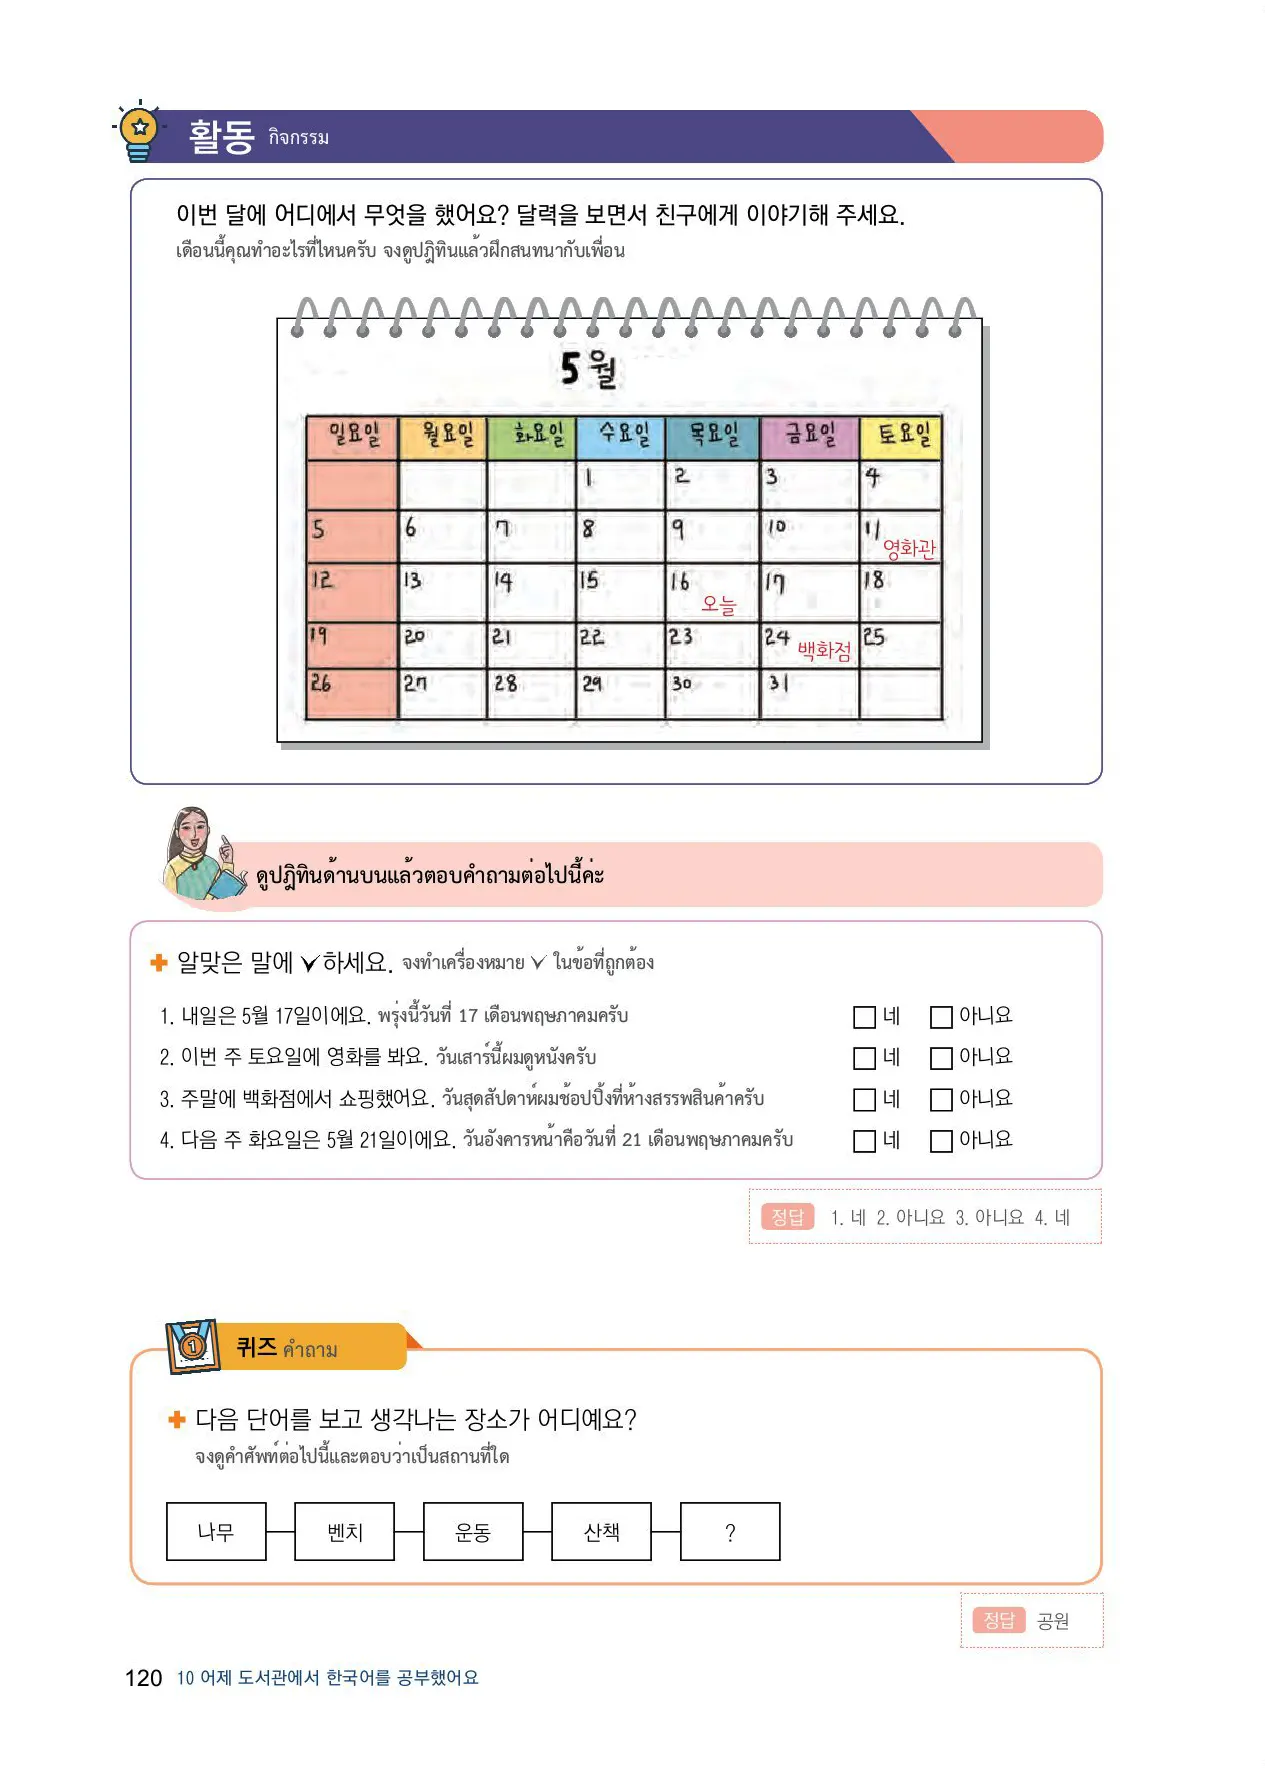 활동 กิจกรรม
이번 달에 어디에서 무엇을 했어요? 달력을 보면서 친구에게 이야기해 주세요.
เดือนนี้คุณทำอะไรที่ไหนครับ จงดูปฎิทินแล้วฝึกสนทนากับเพื่อน
5월
일요일 월요일 화요일 수요일 목요일 금요일 토요일
1 2 3 4
5 6 7 8 9 10 11 영화관
12 13 14 15 16 오늘 17 18
19 20 21 22 23 24 백화점 25
26 27 28 29 30 31
ดูปฎิทินด้านบนแล้วตอบคำถามต่อไปนี้ค่ะ
알맞은 말에 ✓하세요. จงทำเครื่องหมาย ✓ ในข้อที่ถูกต้อง
1. 내일은 5월 17일이에요. พรุ่งนี้วันที่ 17 เดือนพฤษภาคมครับ □ 네 □ 아니요
2. 이번 주 토요일에 영화를 봐요. วันเสาร์นี้ผมดูหนังครับ □ 네 □ 아니요
3. 주말에 백화점에서 쇼핑했어요. วันสุดสัปดาห์ผมช้อปปิ้งที่ห้างสรรพสินค้าครับ □ 네 □ 아니요
4. 다음 주 화요일은 5월 21일이에요. วันอังคารหน้าคือวันที่ 21 เดือนพฤษภาคมครับ □ 네 □ 아니요
정답 1. 네 2. 아니요 3. 아니요 4. 네
1 퀴즈 คำถาม
다음 단어를 보고 생각나는 장소가 어디예요?
จงดูคำศัพท์ต่อไปนี้และตอบว่าเป็นสถานที่ใด
나무 벤치 운동 산책 ?
정답 공원
120 10 어제 도서관에서 한국어를 공부했어요